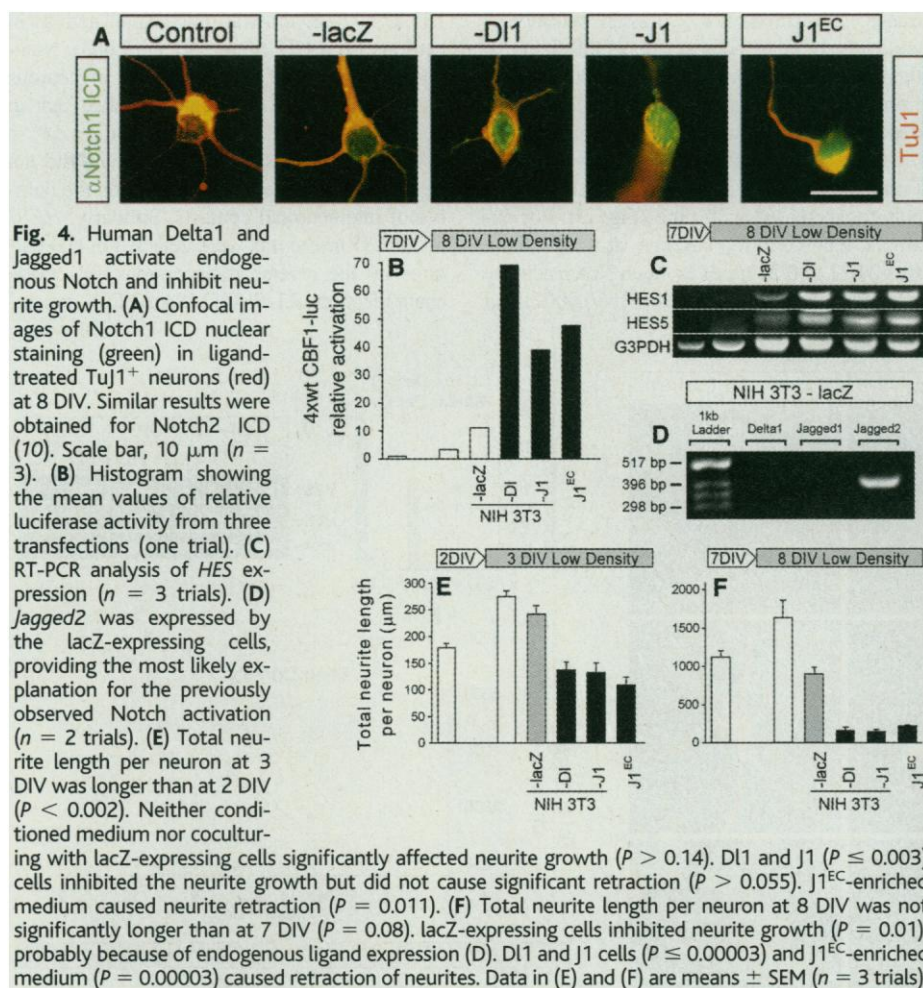 A
Control
-lacZ
-Dl1
-J1
J1EC
αNotch1 ICD
TuJ1
Fig. 4. Human Delta1 and
Jagged1 activate endoge-
nous Notch and inhibit neu-
rite growth. (A) Confocal im-
ages of Notch1 ICD nuclear
staining (green) in ligand-
treated TuJ1+ neurons (red)
at 8 DIV. Similar results were
obtained for Notch2 ICD
(10). Scale bar, 10 μm (n =
3). (B) Histogram showing
the mean values of relative
luciferase activity from three
transfections (one trial). (C)
RT-PCR analysis of HES ex-
pression (n = 3 trials). (D)
Jagged2 was expressed by
the lacZ-expressing cells,
providing the most likely ex-
planation for the previously
observed Notch activation
(n = 2 trials). (E) Total neu-
rite length per neuron at 3
DIV was longer than at 2 DIV
(P < 0.002). Neither condi-
tioned medium nor cocultur-
ing with lacZ-expressing cells significantly affected neurite growth (P > 0.14). Dl1 and J1 (P ≤ 0.003)
cells inhibited the neurite growth but did not cause significant retraction (P > 0.055). J1EC-enriched
medium caused neurite retraction (P = 0.011). (F) Total neurite length per neuron at 8 DIV was not
significantly longer than at 7 DIV (P = 0.08). lacZ-expressing cells inhibited neurite growth (P = 0.01)
probably because of endogenous ligand expression (D). Dl1 and J1 cells (P ≤ 0.00003) and J1EC-enriched
medium (P = 0.00003) caused retraction of neurites. Data in (E) and (F) are means ± SEM (n = 3 trials)
7DIV 8 DIV Low Density
B
4xwt CBF1-luc
relative activation
70
60
50
40
30
20
10
0
-lacZ
-Dl
-J1
J1EC
NIH 3T3
7DIV 8 DIV Low Density
C
-lacZ
-Dl
-J1
J1EC
HES1
HES5
G3PDH
NIH 3T3 - lacZ
D
1kb
Ladder
Delta1
Jagged1
Jagged2
517 bp
396 bp
298 bp
2DIV 3 DIV Low Density
E
Total neurite length
per neuron (μm)
300
250
200
150
100
50
0
-lacZ
-Dl
-J1
J1EC
NIH 3T3
7DIV 8 DIV Low Density
F
2000
1500
1000
500
0
-lacZ
-Dl
-J1
J1EC
NIH 3T3